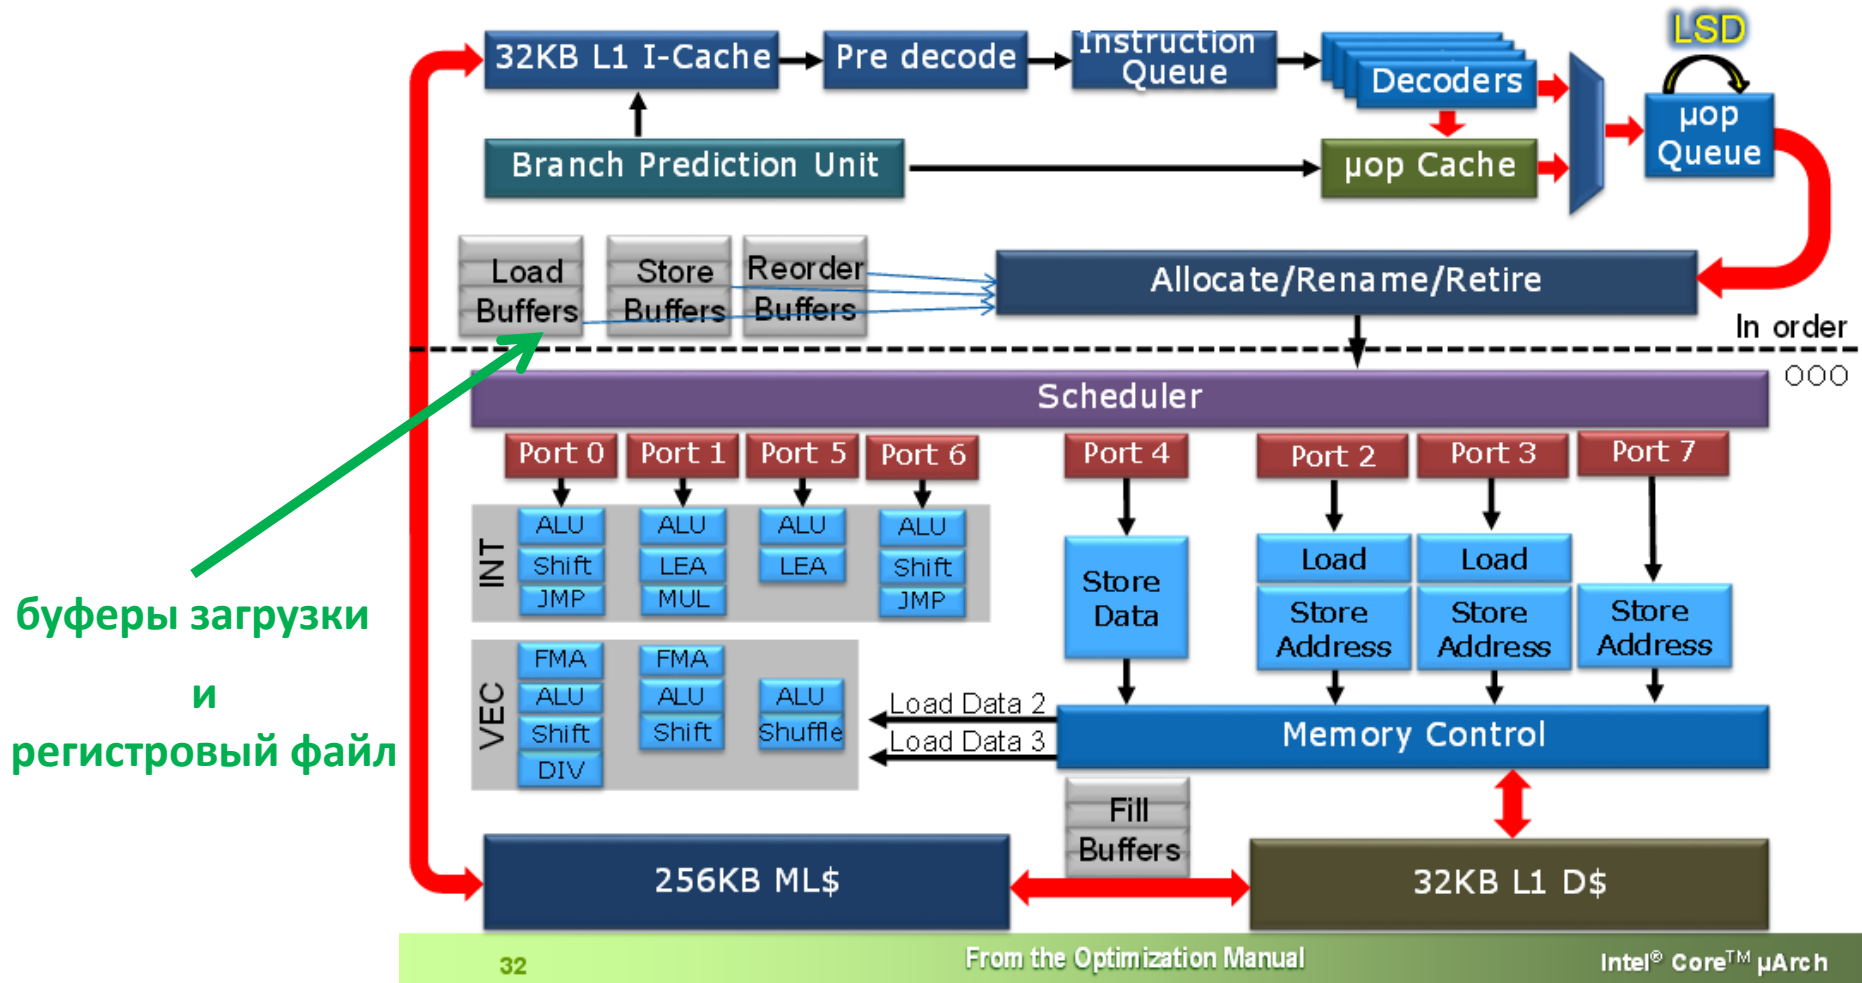 LSD
32KB L1 I-Cache
Pre decode
Instruction
Queue
Decoders
µop
Queue
Branch Prediction Unit
µop Cache
Load
Buffers
Store
Buffers
Reorder
Buffers
Allocate/Rename/Retire
In order
OOO
Scheduler
Port 0
Port 1
Port 5
Port 6
Port 4
Port 2
Port 3
Port 7
INT
ALU
Shift
JMP
ALU
LEA
MUL
ALU
LEA
ALU
Shift
JMP
Store
Data
Load
Store
Address
Load
Store
Address
Store
Address
буферы загрузки
и
регистровый файл
VEC
FMA
ALU
Shift
DIV
FMA
ALU
Shift
ALU
Shuffle
Load Data 2
Load Data 3
Memory Control
Fill
Buffers
256KB ML$
32KB L1 D$
32
From the Optimization Manual
Intel® Core™ µArch